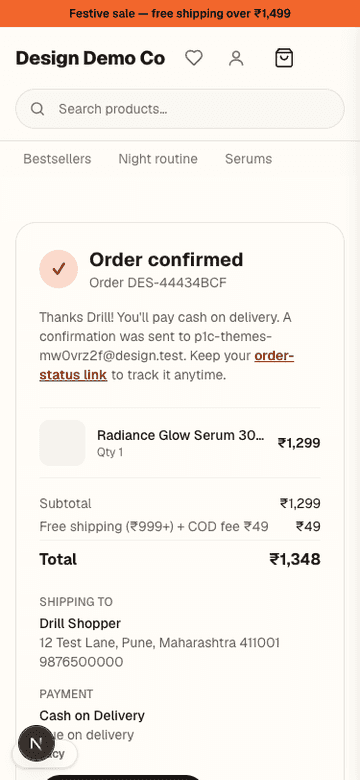 Festive sale — free shipping over ₹1,499
Design Demo Co
Search products...
Bestsellers Night routine Serums
Order confirmed
Order DES-44434BCF
Thanks Drill! You'll pay cash on delivery. A
confirmation was sent to p1c-themes-
mw0vrz2f@design.test. Keep your order-
status link to track it anytime.
Radiance Glow Serum 30... ₹1,299
Qty 1
Subtotal ₹1,299
Free shipping (₹999+) + COD fee ₹49 ₹49
Total ₹1,348
SHIPPING TO
Drill Shopper
12 Test Lane, Pune, Maharashtra 411001
9876500000
PAYMENT
Cash on Delivery
on delivery
N